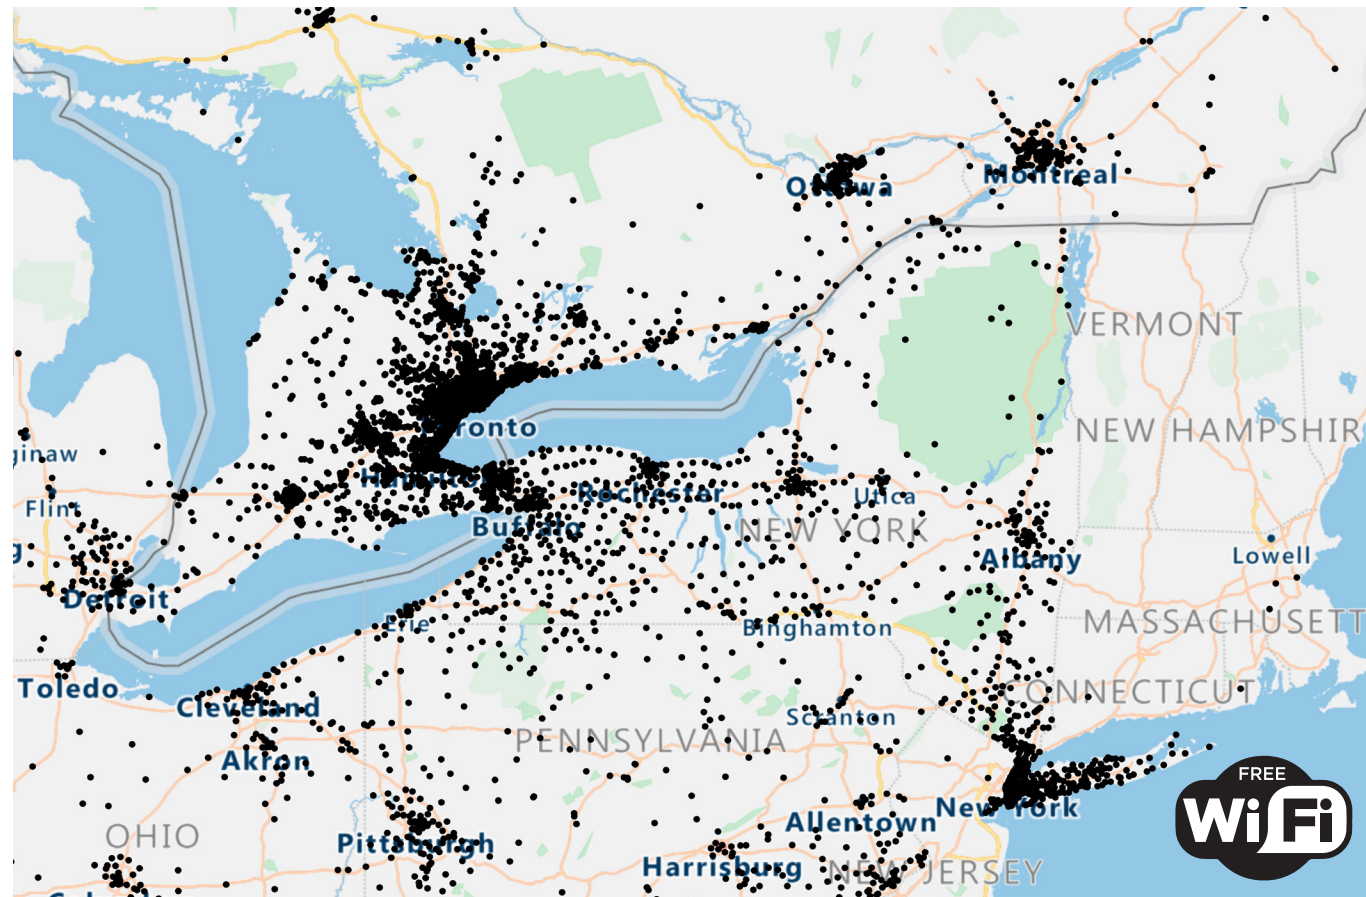 Ottawa
Montreal
VERMONT
Toronto
NEW HAMPSHIR
ginaw
Hamilton
Rochester
Utica
Flint
Buffalo
NEW YORK
g
Albany
Lowell
Detroit
Erie
Binghamton
MASSACHUSETT
Toledo
Cleveland
CONNECTICUT
Scranton
PENNSYLVANIA
Akron
FREE
WiFi
New York
Allentown
OHIO
Pittsburgh
Harrisburg
NEW JERSEY